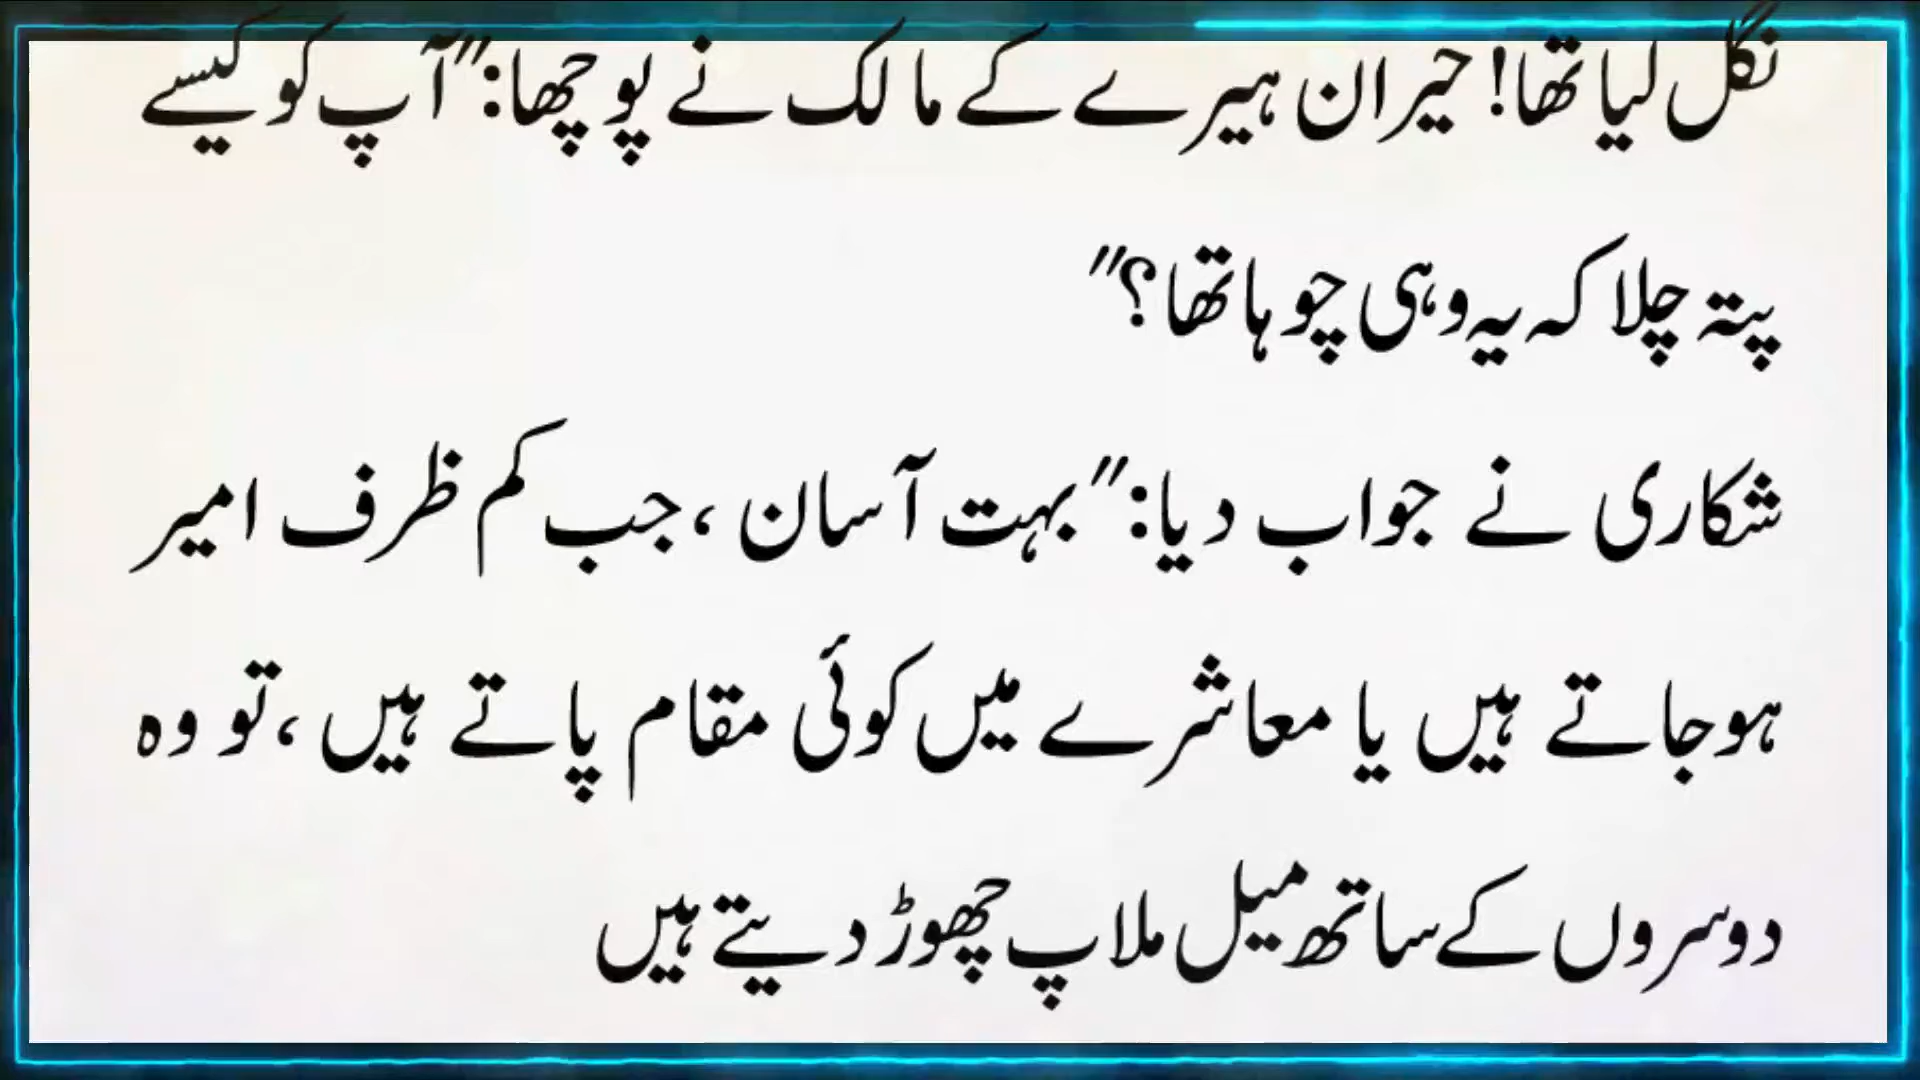 نگل لیا تھا! حیران ہیرے کے مالک نے پوچھا:"آپ کو کیسے
پتہ چلا کہ یہ وہی چوہا تھا؟"
شکاری نے جواب دیا:"بہت آسان ،جب کم ظرف امیر
ہوجاتے ہیں یا معاشرے میں کوئی مقام پاتے ہیں ،تو وہ
دوسروں کے ساتھ میل ملاپ چھوڑ دیتے ہیں